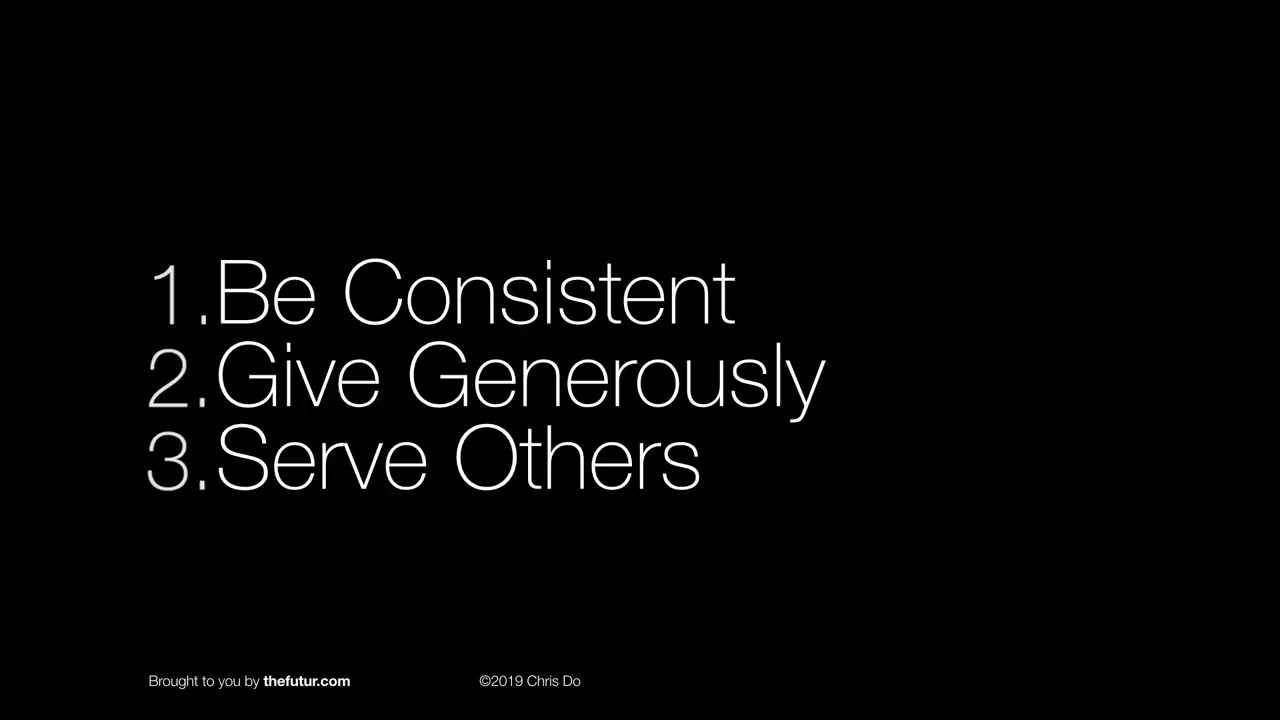 1.Be Consistent
2.Give Generously
3.Serve Others
Brought to you by thefutur.com ©2019 Chris Do